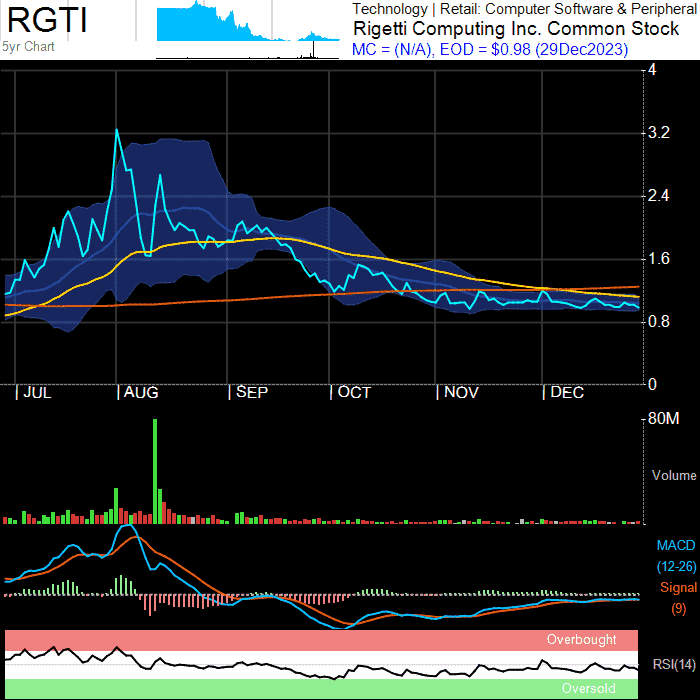 RGTI
5yr Chart
Technology | Retail: Computer Software & Peripheral
Rigetti Computing Inc. Common Stock
MC = (N/A), EOD = $0.98 (29Dec2023)
4
3.2
2.4
1.6
0.8
0
JUL AUG SEP OCT NOV DEC
80M
Volume
MACD
(12-26)
Signal
(9)
Overbought
RSI(14)
Oversold